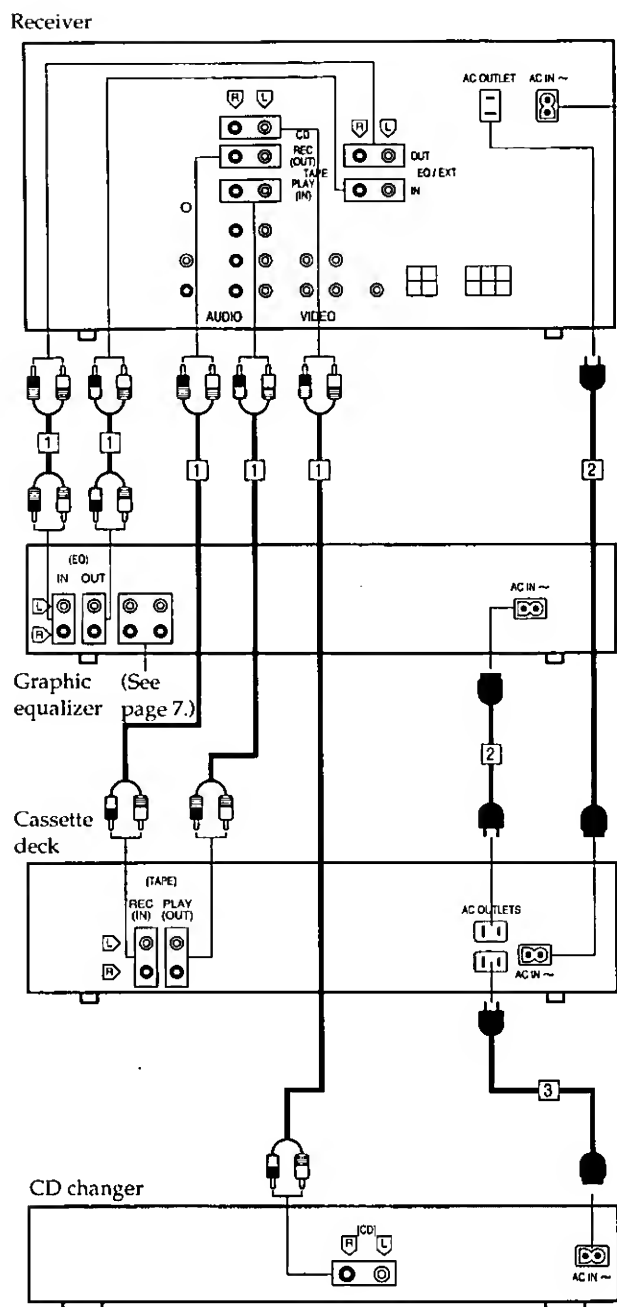 Receiver
AC OUTLET AC IN ~
R L
CD
R L
REC (OUT)
OUT
TAPE
EQ / EXT
PLAY (IN)
IN
AUDIO VIDEO
1 1 1 1 1 2
(EQ)
IN OUT
AC IN ~
L
R
Graphic equalizer
(See page 7.)
2
Cassette deck
(TAPE)
REC (IN) PLAY (OUT)
AC OUTLETS
L
R
AC IN ~
3
CD changer
(CD)
R L
AC IN ~